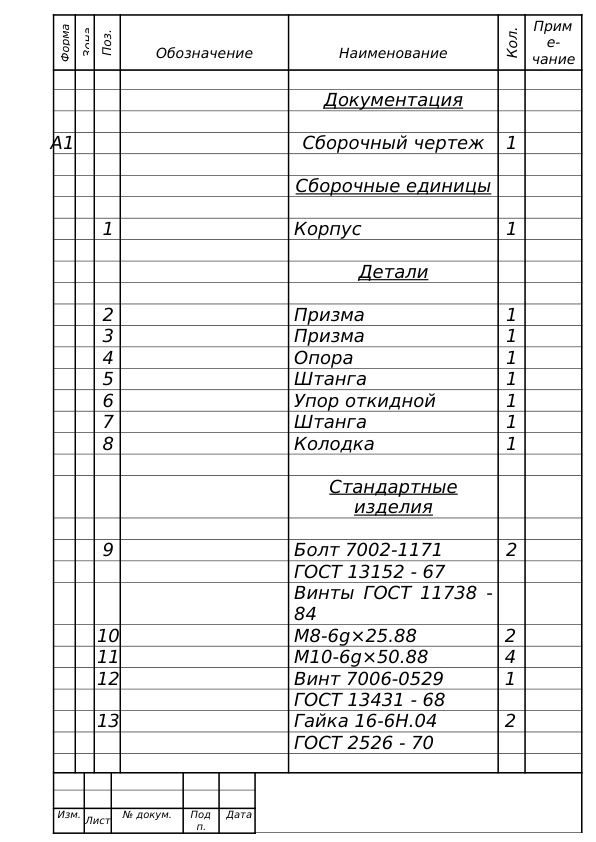 Форма Зона Поз. Обозначение Наименование Кол. Прим
е-
чание
Документация
А1 Сборочный чертеж 1
Сборочные единицы
1 Корпус 1
Детали
2 Призма 1
3 Призма 1
4 Опора 1
5 Штанга 1
6 Упор откидной 1
7 Штанга 1
8 Колодка 1
Стандартные
изделия
9 Болт 7002-1171 2
ГОСТ 13152 - 67
Винты ГОСТ 11738 -
84
10 М8-6g×25.88 2
11 М10-6g×50.88 4
12 Винт 7006-0529 1
ГОСТ 13431 - 68
13 Гайка 16-6Н.04 2
ГОСТ 2526 - 70
Изм. Лист № докум. Под
п. Дата